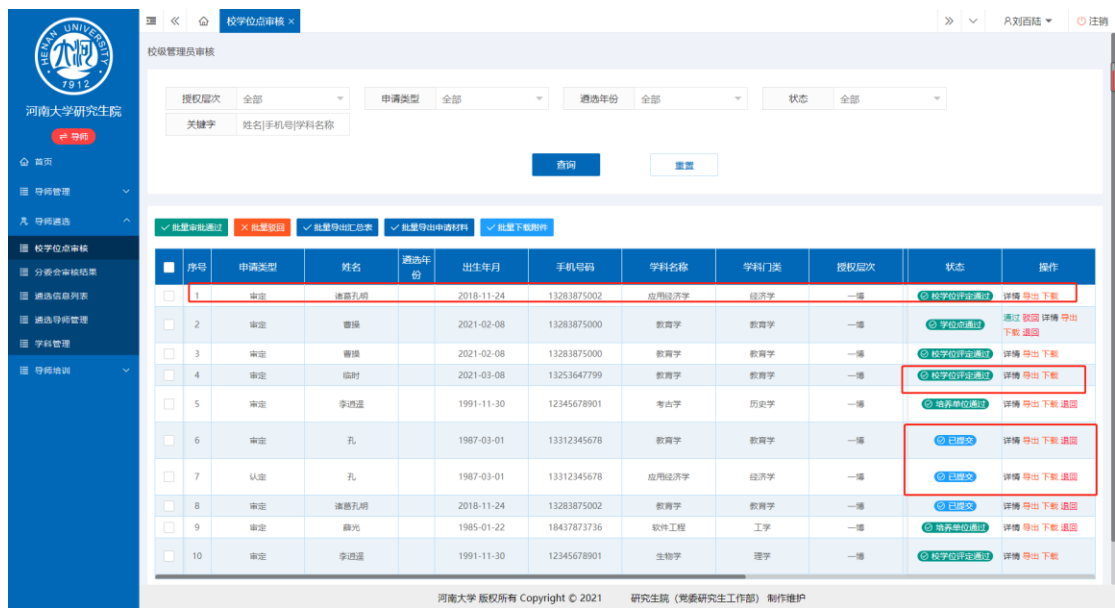 HENAN UNIVERSITY
1912
河南大学研究生院
导师
首页
导师管理
导师遴选
校学位点审核
分委会审核结果
遴选信息列表
遴选导师管理
学科管理
导师培训
校学位点审核 ×
刘百陆
注销
校级管理员审核
授权层次 全部 申请类型 全部 遴选年份 全部 状态 全部
关键字 姓名|手机号|学科名称
查询 重置
批量审批通过 批量驳回 批量导出汇总表 批量导出申请材料 批量下载附件
序号 申请类型 姓名 遴选年份 出生年月 手机号码 学科名称 学科门类 授权层次 状态 操作
1 审定 诸葛孔明 2018-11-24 13283875002 应用经济学 经济学 一博 校学位评定通过 详情 导出 下载
2 审定 曹操 2021-02-08 13283875000 教育学 教育学 一博 学位点通过 通过 驳回 详情 导出
下载 退回
3 审定 曹操 2021-02-08 13283875000 教育学 教育学 一博 校学位评定通过 详情 导出 下载
4 审定 临时 2021-03-08 13253647799 教育学 教育学 一博 校学位评定通过 详情 导出 下载
5 审定 李逍遥 1991-11-30 12345678901 考古学 历史学 一博 培养单位通过 详情 导出 下载 退回
6 审定 孔 1987-03-01 13312345678 教育学 教育学 一博 已提交 详情 导出 下载 退回
7 认定 孔 1987-03-01 13312345678 应用经济学 经济学 一博 已提交 详情 导出 下载 退回
8 审定 诸葛孔明 2018-11-24 13283875002 教育学 教育学 一博 已提交 详情 导出 下载 退回
9 审定 薛光 1985-01-22 18437873736 软件工程 工学 一博 培养单位通过 详情 导出 下载 退回
10 审定 李逍遥 1991-11-30 12345678901 生物学 理学 一博 校学位评定通过 详情 导出 下载
河南大学 版权所有 Copyright © 2021 研究生院（党委研究生工作部） 制作维护